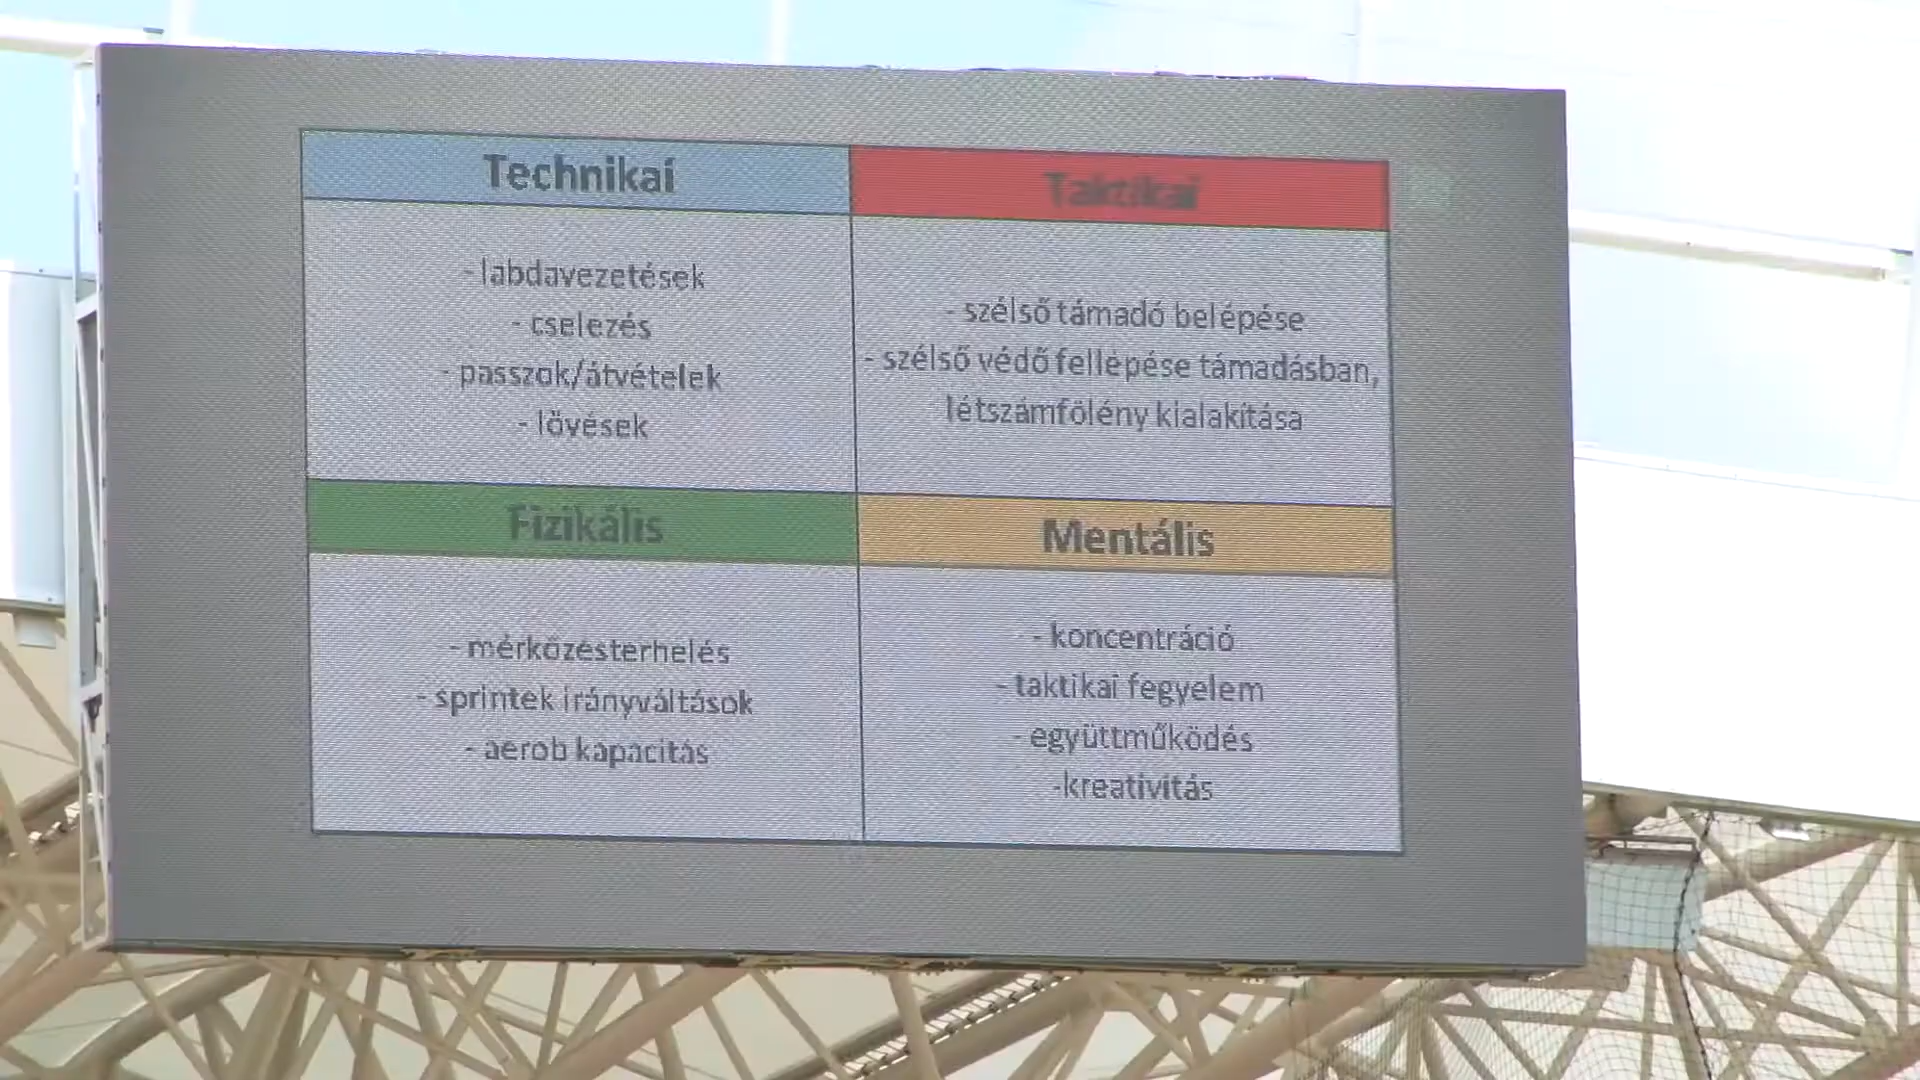 Technikai
- labdavezetések
- cselezés
- passzok/átvételek
- lövések
Taktikai
- szélső támadó belépése
- szélső védő fellépése támadásban,
létszámfölény kialakítása
Fizikális
- mérkőzésterhelés
- sprintek irányváltások
- aerob kapacitás
Mentális
- koncentráció
- taktikai fegyelem
- együttműködés
-kreativitás